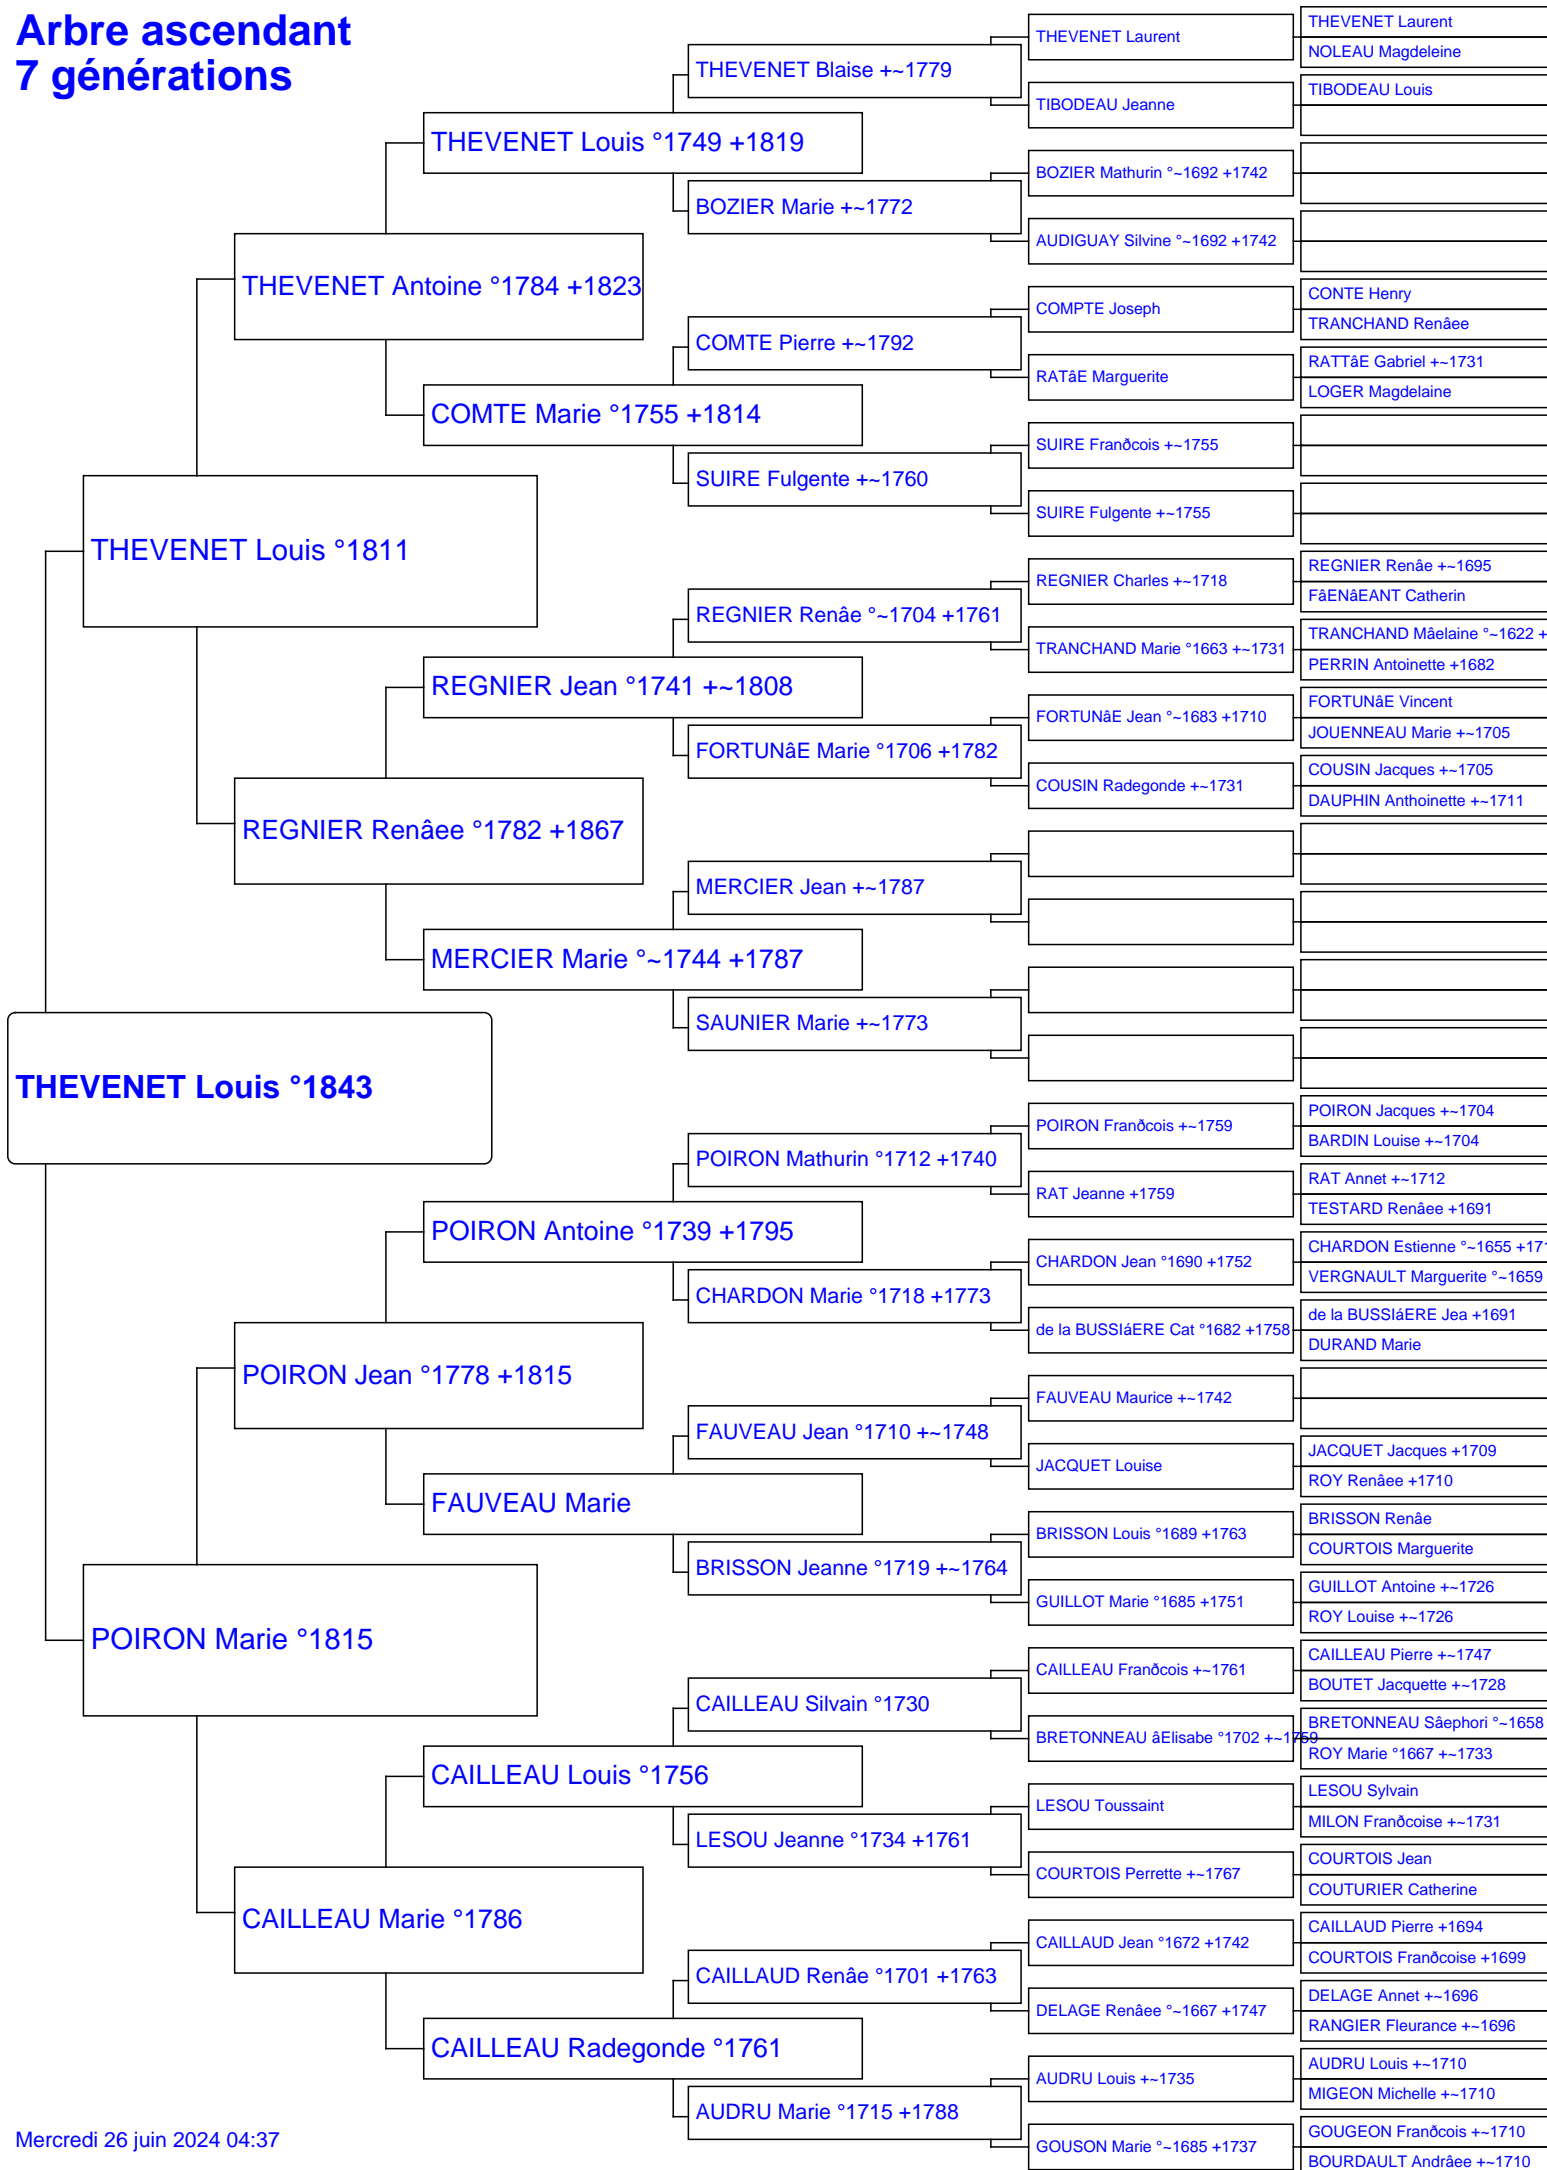 Arbre ascendant
7 générations
THEVENET Louis °1843
THEVENET Louis °1811
POIRON Marie °1815
THEVENET Antoine °1784 +1823
REGNIER Renâee °1782 +1867
POIRON Jean °1778 +1815
CAILLEAU Marie °1786
THEVENET Louis °1749 +1819
COMTE Marie °1755 +1814
REGNIER Jean °1741 +~1808
MERCIER Marie °~1744 +1787
POIRON Antoine °1739 +1795
FAUVEAU Marie
CAILLEAU Louis °1756
CAILLEAU Radegonde °1761
THEVENET Blaise +~1779
BOZIER Marie +~1772
COMTE Pierre +~1792
SUIRE Fulgente +~1760
REGNIER Renâe °~1704 +1761
FORTUNâE Marie °1706 +1782
MERCIER Jean +~1787
SAUNIER Marie +~1773
POIRON Mathurin °1712 +1740
CHARDON Marie °1718 +1773
FAUVEAU Jean °1710 +~1748
BRISSON Jeanne °1719 +~1764
CAILLEAU Silvain °1730
LESOU Jeanne °1734 +1761
CAILLAUD Renâe °1701 +1763
AUDRU Marie °1715 +1788
THEVENET Laurent
TIBODEAU Jeanne
BOZIER Mathurin °~1692 +1742
AUDIGUAY Silvine °~1692 +1742
COMPTE Joseph
RATâE Marguerite
SUIRE Franðcois +~1755
SUIRE Fulgente +~1755
REGNIER Charles +~1718
TRANCHAND Marie °1663 +~1731
FORTUNâE Jean °~1683 +1710
COUSIN Radegonde +~1731
POIRON Franðcois +~1759
RAT Jeanne +1759
CHARDON Jean °1690 +1752
de la BUSSIáERE Cat °1682 +1758
FAUVEAU Maurice +~1742
JACQUET Louise
BRISSON Louis °1689 +1763
GUILLOT Marie °1685 +1751
CAILLEAU Franðcois +~1761
BRETONNEAU âElisabe °1702 +~1759
LESOU Toussaint
COURTOIS Perrette +~1767
CAILLAUD Jean °1672 +1742
DELAGE Renâee °~1667 +1747
AUDRU Louis +~1735
GOUSON Marie °~1685 +1737
THEVENET Laurent
NOLEAU Magdeleine
TIBODEAU Louis
CONTE Henry
TRANCHAND Renâee
RATTâE Gabriel +~1731
LOGER Magdelaine
REGNIER Renâe +~1695
FâENâEANT Catherin
TRANCHAND Mâelaine °~1622 +
PERRIN Antoinette +1682
FORTUNâE Vincent
JOUENNEAU Marie +~1705
COUSIN Jacques +~1705
DAUPHIN Anthoinette +~1711
POIRON Jacques +~1704
BARDIN Louise +~1704
RAT Annet +~1712
TESTARD Renâee +1691
CHARDON Estienne °~1655 +171
VERGNAULT Marguerite °~1659
de la BUSSIáERE Jea +1691
DURAND Marie
JACQUET Jacques +1709
ROY Renâee +1710
BRISSON Renâe
COURTOIS Marguerite
GUILLOT Antoine +~1726
ROY Louise +~1726
CAILLEAU Pierre +~1747
BOUTET Jacquette +~1728
BRETONNEAU Sâephori °~1658
ROY Marie °1667 +~1733
LESOU Sylvain
MILON Franðcoise +~1731
COURTOIS Jean
COUTURIER Catherine
CAILLAUD Pierre +1694
COURTOIS Franðcoise +1699
DELAGE Annet +~1696
RANGIER Fleurance +~1696
AUDRU Louis +~1710
MIGEON Michelle +~1710
GOUGEON Franðcois +~1710
BOURDAULT Andrâee +~1710
Mercredi 26 juin 2024 04:37